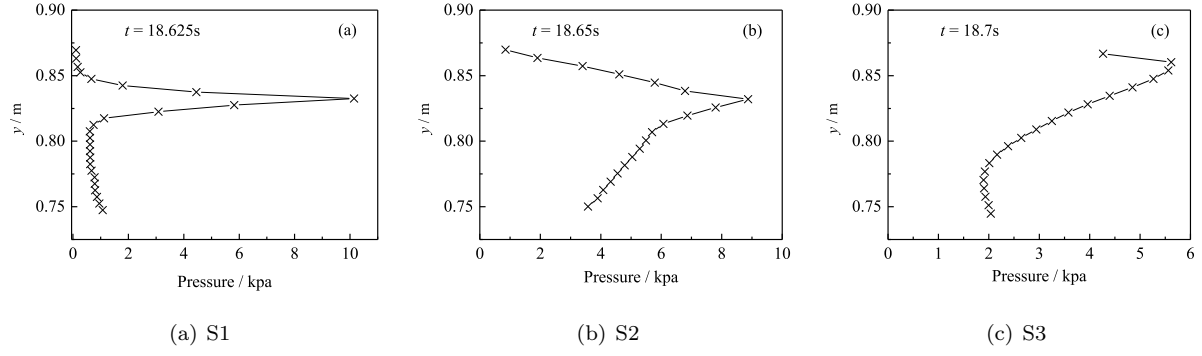 0.90
0.85
0.80
0.75
y / m
t = 18.625s
(a)
0 2 4 6 8 10
Pressure / kpa
(a) S1
0.90
0.85
0.80
0.75
y / m
t = 18.65s
(b)
0 2 4 6 8 10
Pressure / kpa
(b) S2
0.90
0.85
0.80
0.75
y / m
t = 18.7s
(c)
0 1 2 3 4 5 6
Pressure / kpa
(c) S3